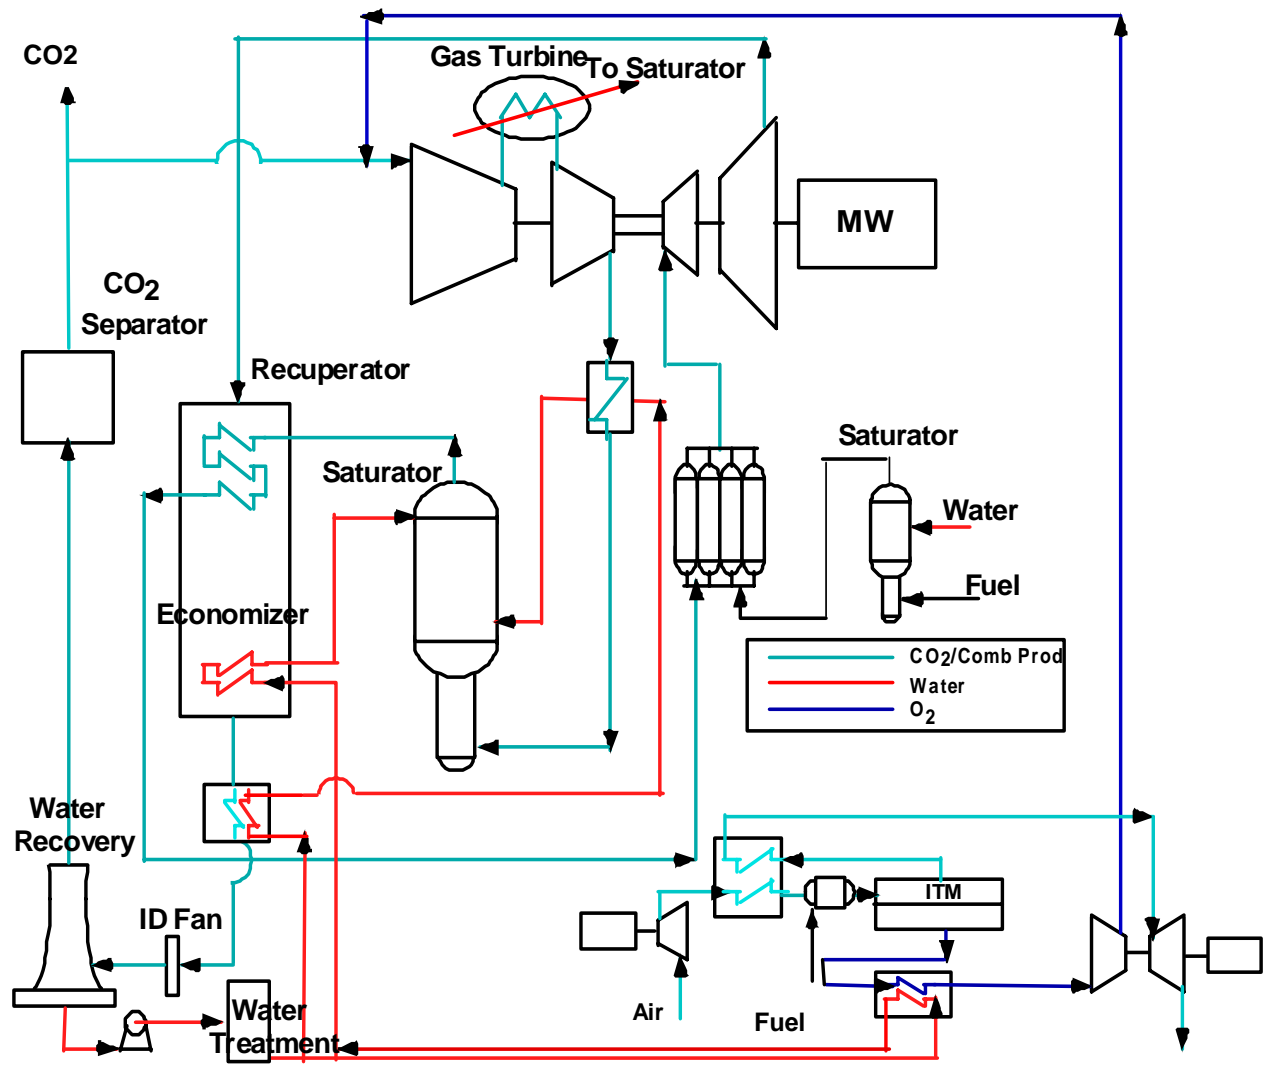 CO2
Gas Turbine
To Saturator
MW
CO2
Separator
Recuperator
Saturator
Saturator
Water
Fuel
Economizer
CO2/Comb Prod
Water
O2
Water
Recovery
ITM
ID Fan
Air
Fuel
Water
Treatment